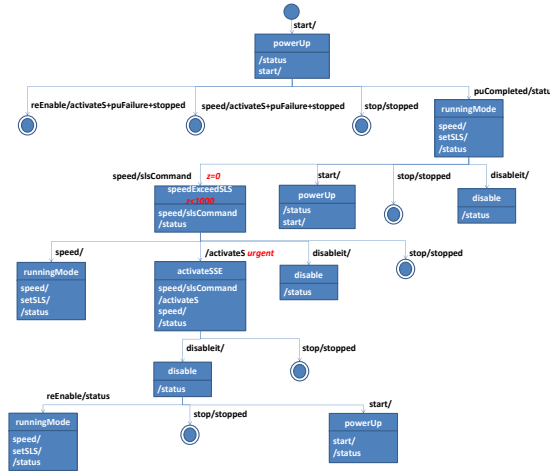 start/
powerUp
/status
start/
reEnable/activateS+puFailure+stopped
speed/activateS+puFailure+stopped
stop/stopped
puCompleted/statu
runningMode
speed/
setSLS/
/status
speed/slsCommand
z=0
start/
stop/stopped
disableit/
speedExceedSLS
z<1000
speed/slsCommand
/status
powerUp
/status
start/
disable
/status
speed/
/activateS urgent
disableit/
stop/stopped
runningMode
speed/
setSLS/
/status
activateSSE
speed/slsCommand
/activateS
speed/
/status
disable
/status
disableit/
stop/stopped
disable
/status
reEnable/status
stop/stopped
start/
runningMode
speed/
setSLS/
/status
powerUp
start/
/status